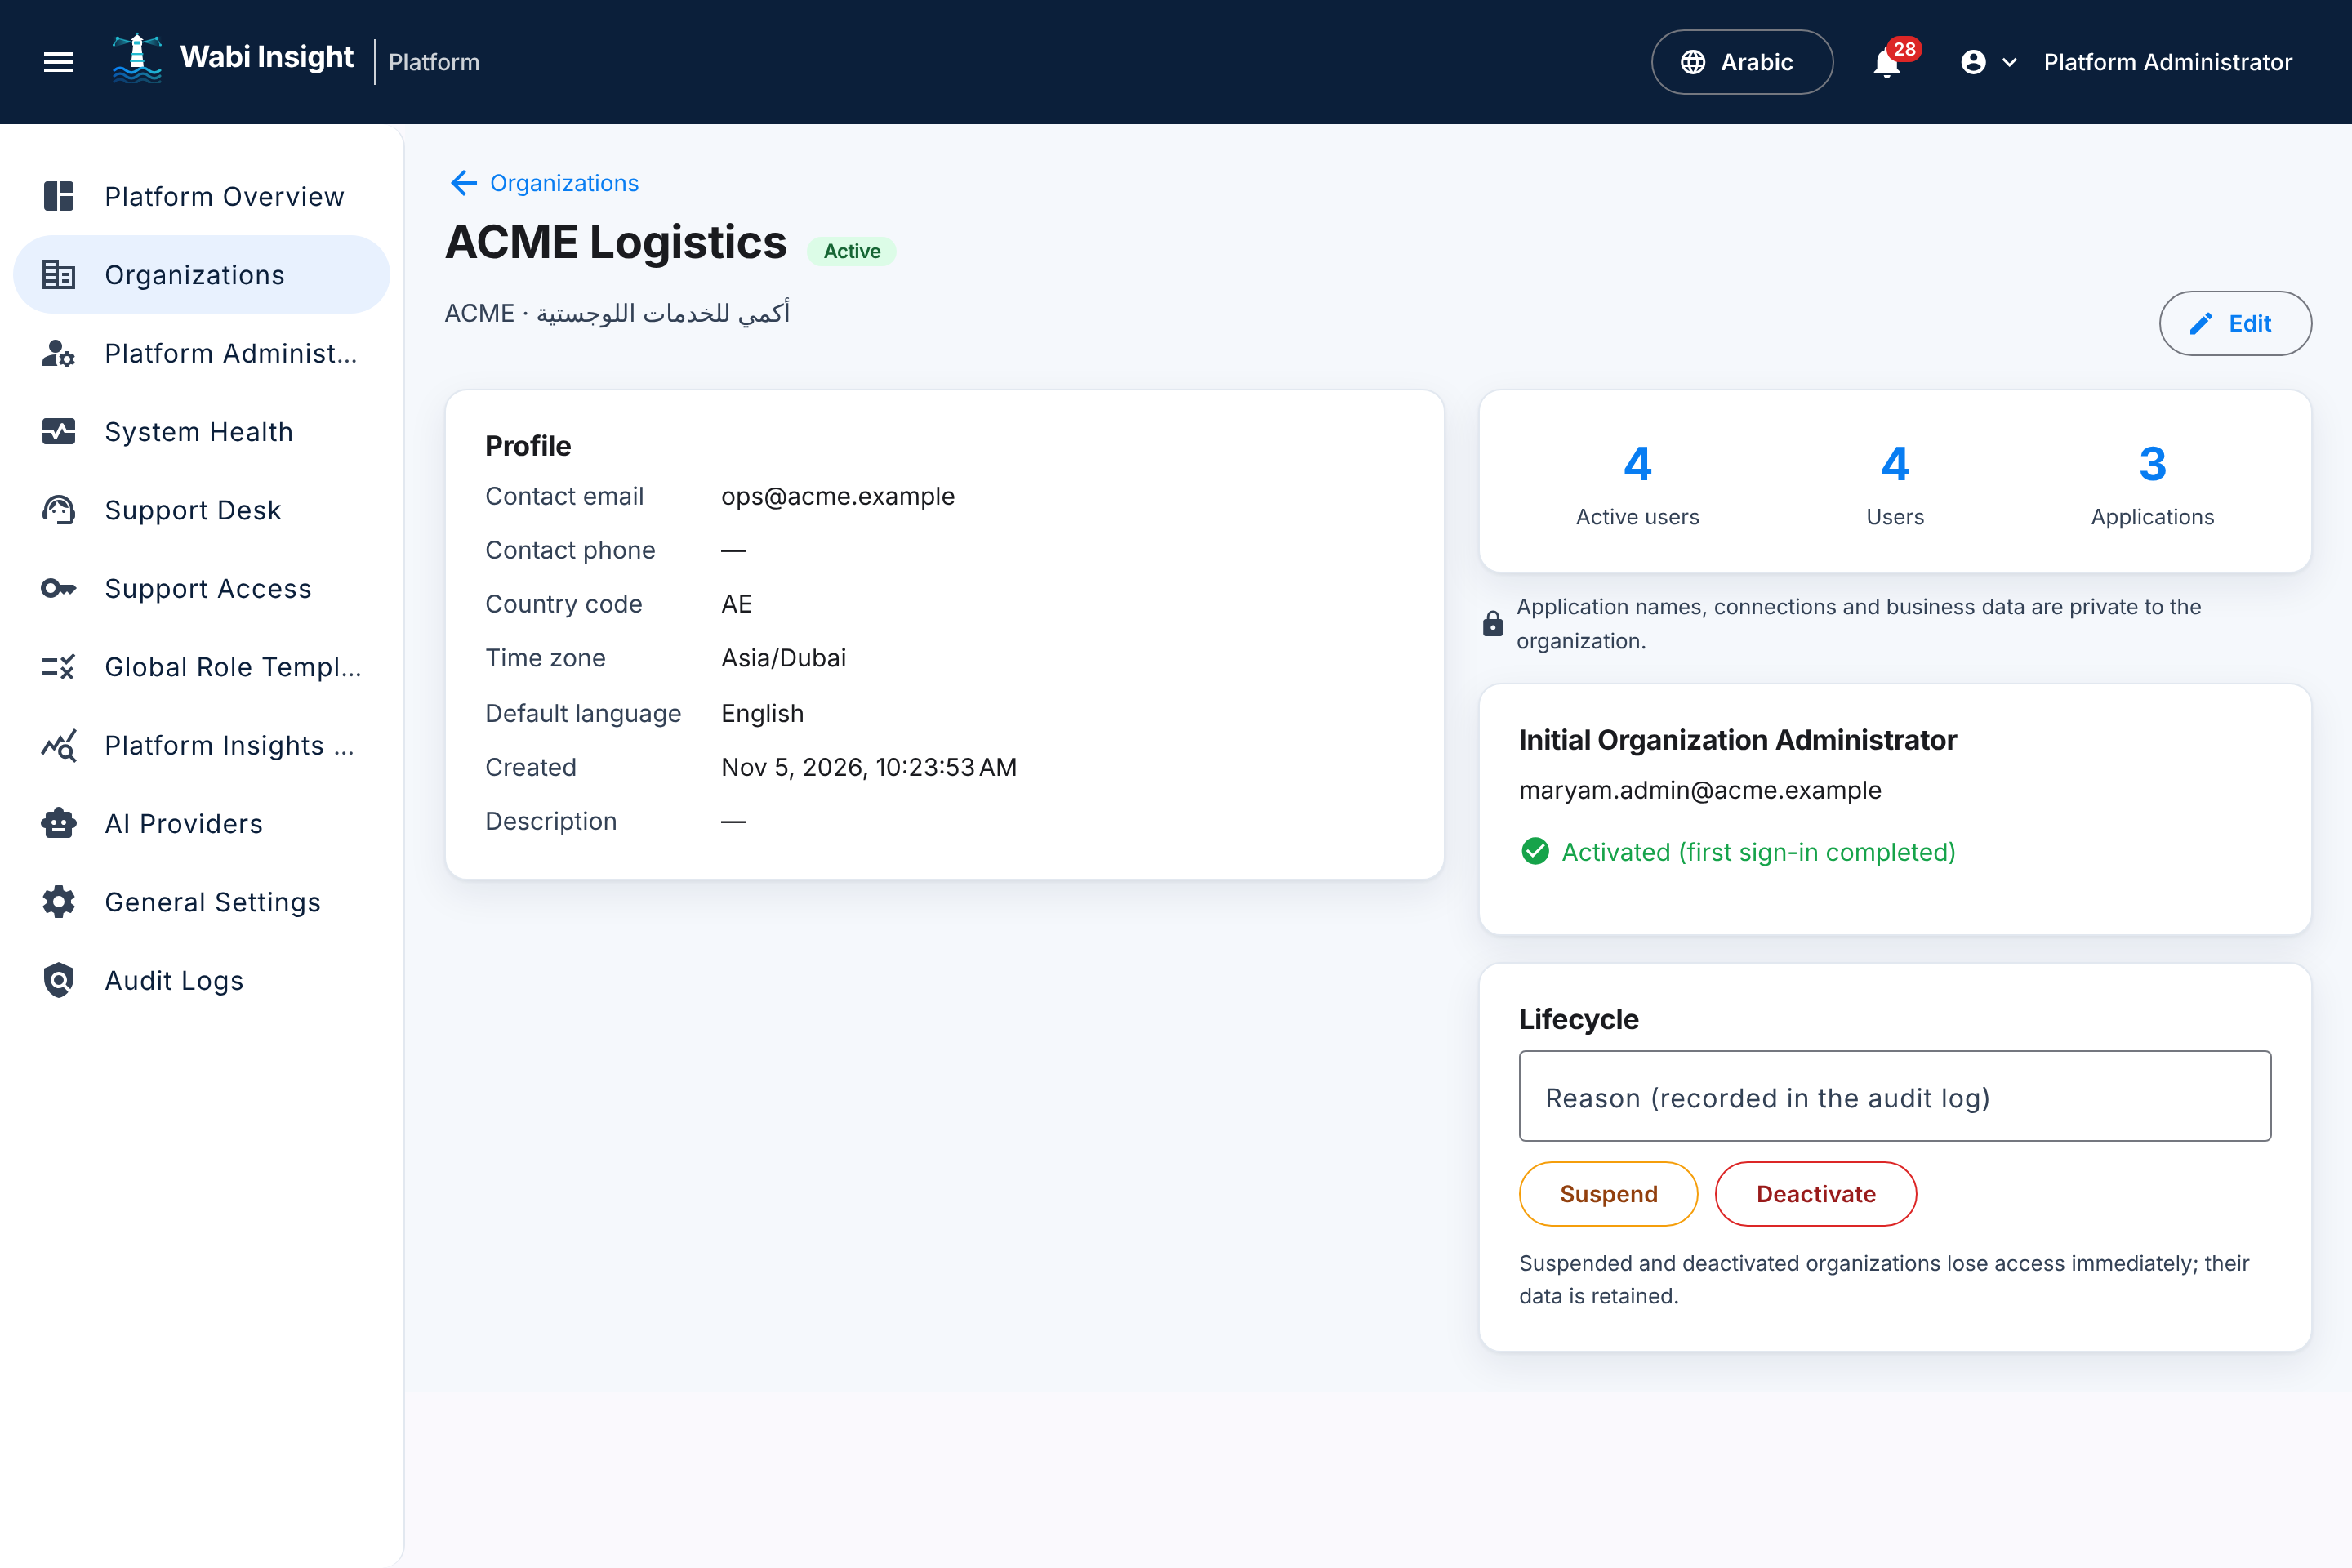 Wabi Insight
Platform
Arabic
28
Platform Administrator
Platform Overview
Organizations
Platform Administ...
System Health
Support Desk
Support Access
Global Role Templ...
Platform Insights ...
AI Providers
General Settings
Audit Logs
Organizations
ACME Logistics
Active
ACME · أكمي للخدمات اللوجستية
Edit
Profile
Contact email ops@acme.example
Contact phone —
Country code AE
Time zone Asia/Dubai
Default language English
Created Nov 5, 2026, 10:23:53 AM
Description —
4 4 3
Active users Users Applications
Application names, connections and business data are private to the
organization.
Initial Organization Administrator
maryam.admin@acme.example
Activated (first sign-in completed)
Lifecycle
Reason (recorded in the audit log)
Suspend Deactivate
Suspended and deactivated organizations lose access immediately; their
data is retained.